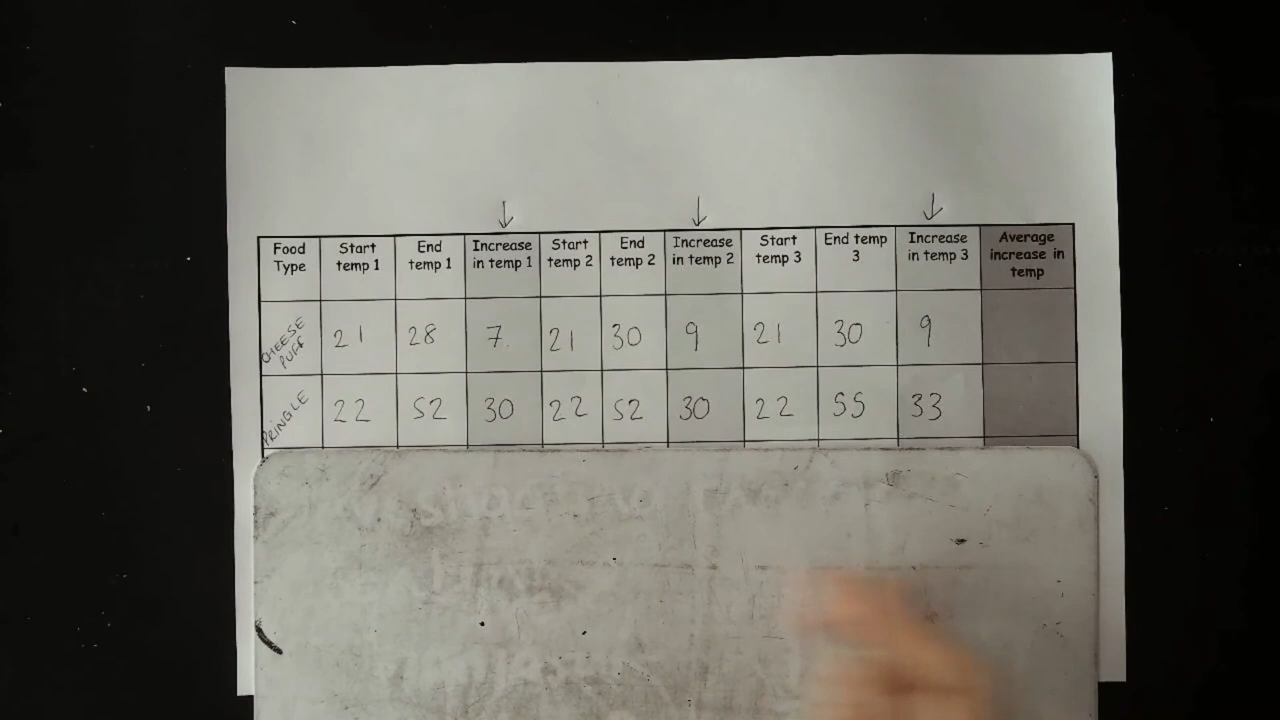 Food Type Start temp 1 End temp 1 Increase in temp 1 Start temp 2 End temp 2 Increase in temp 2 Start temp 3 End temp 3 Increase in temp 3 Average increase in temp
CHEESE PUFF 21 28 7 21 30 9 21 30 9
PRINGLE 22 52 30 22 52 30 22 55 33